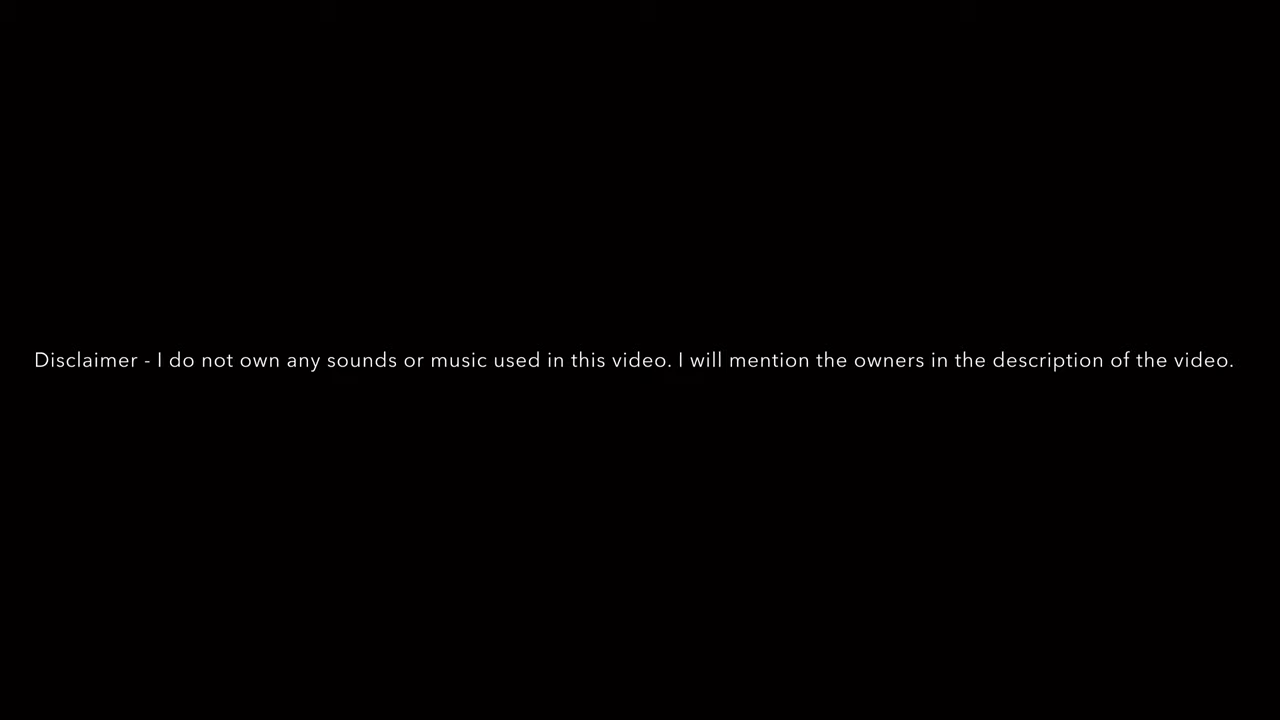 Disclaimer - I do not own any sounds or music used in this video. I will mention the owners in the description of the video.